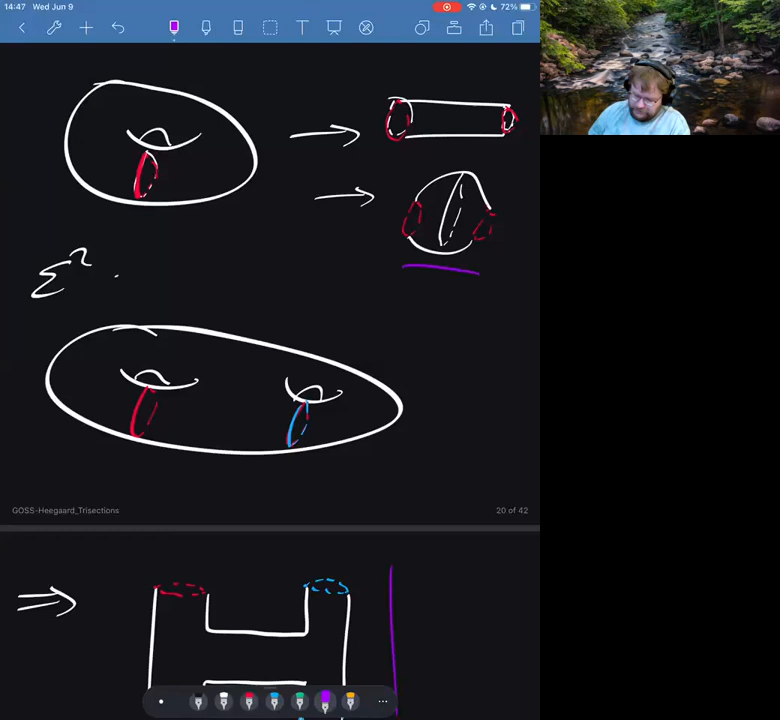 14:47 Wed Jun 9
72%
Σ²
GOSS-Heegaard_Trisections
20 of 42